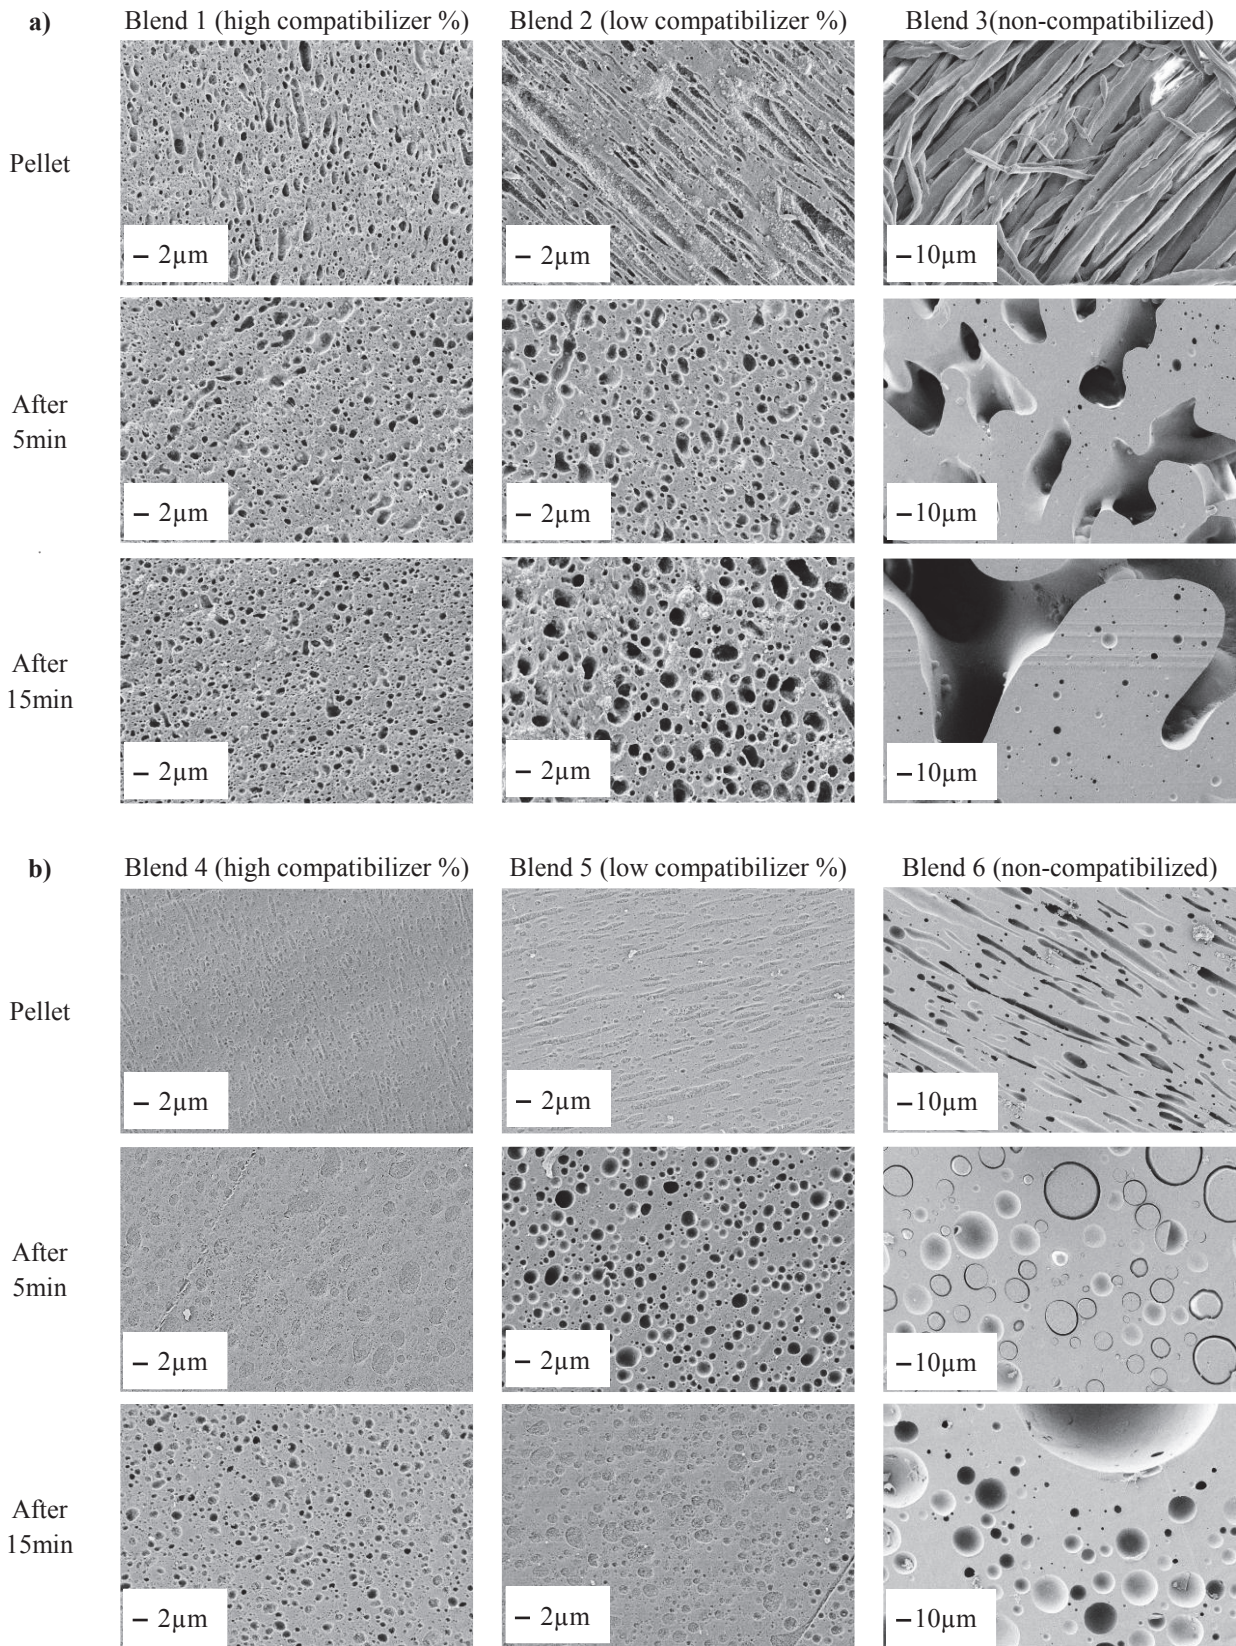 a)
Blend 1 (high compatibilizer %) Blend 2 (low compatibilizer %) Blend 3(non-compatibilized)
Pellet
– 2µm – 2µm –10µm
After
5min
– 2µm – 2µm –10µm
After
15min
– 2µm – 2µm –10µm
b)
Blend 4 (high compatibilizer %) Blend 5 (low compatibilizer %) Blend 6 (non-compatibilized)
Pellet
– 2µm – 2µm –10µm
After
5min
– 2µm – 2µm –10µm
After
15min
– 2µm – 2µm –10µm